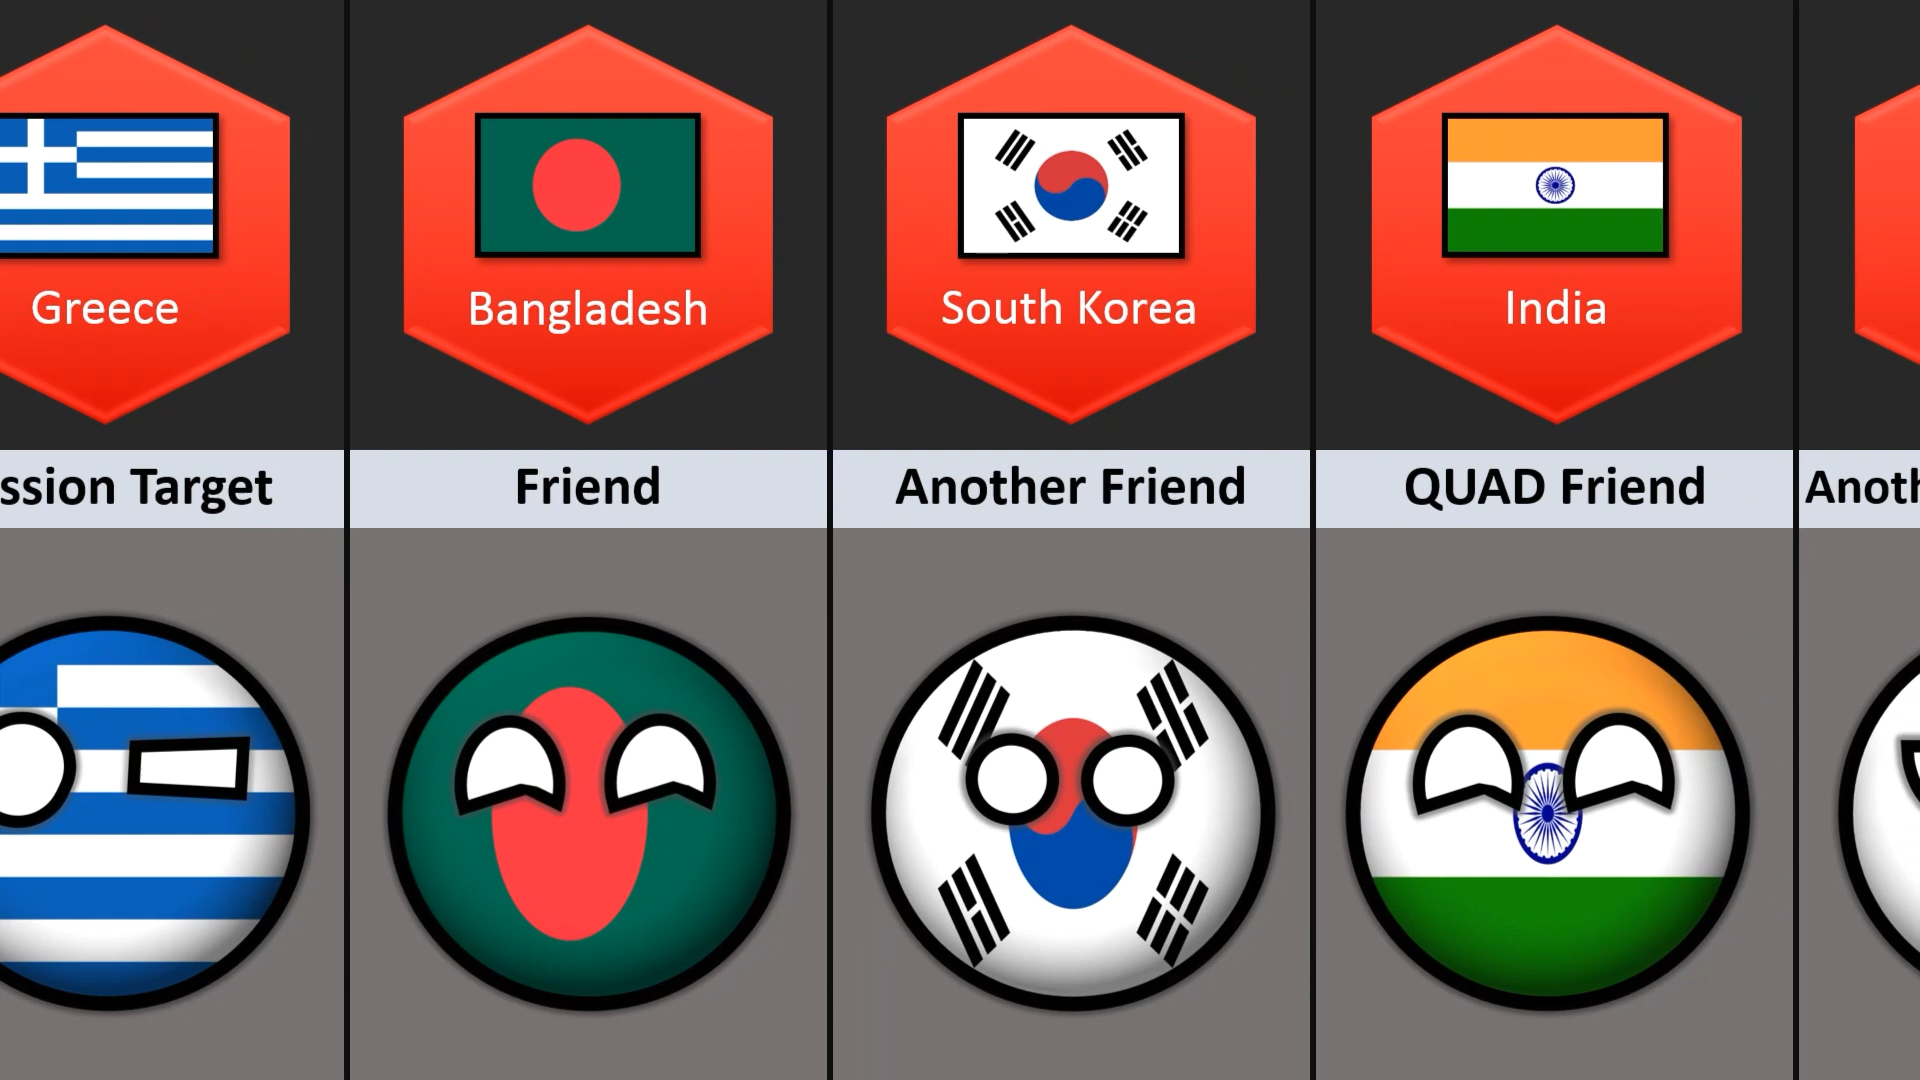 Greece
Bangladesh
South Korea
India
ssion Target
Friend
Another Friend
QUAD Friend
Anoth